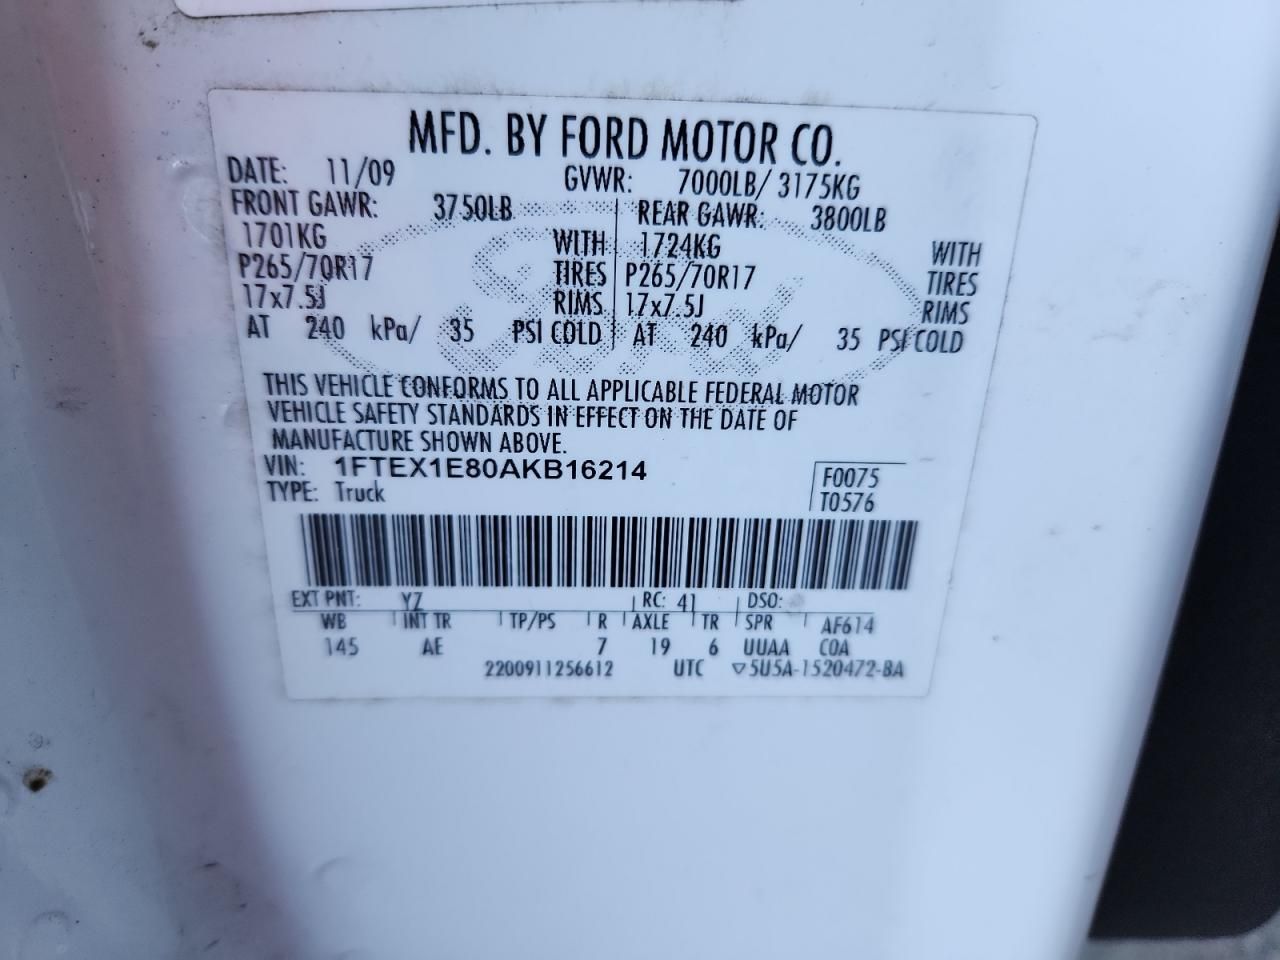 MFD. BY FORD MOTOR CO.
DATE: 11/09 GVWR: 7000LB/ 3175KG
FRONT GAWR: 3750LB REAR GAWR: 3800LB
1701KG WITH 1724KG WITH
P265/70R17 TIRES P265/70R17 TIRES
17x7.5J RIMS 17x7.5J RIMS
AT 240 kPa/ 35 PSI COLD AT 240 kPa/ 35 PSI COLD
THIS VEHICLE CONFORMS TO ALL APPLICABLE FEDERAL MOTOR
VEHICLE SAFETY STANDARDS IN EFFECT ON THE DATE OF
MANUFACTURE SHOWN ABOVE.
VIN: 1FTEX1E80AKB16214 F0075
TYPE: Truck T0576
EXT PNT: YZ RC: 41 DSO:
WB INT TR TP/PS R AXLE TR SPR AF614
145 AE 7 19 6 UUAA C0A
2200911256612 UTC ▽5U5A-1520472-BA